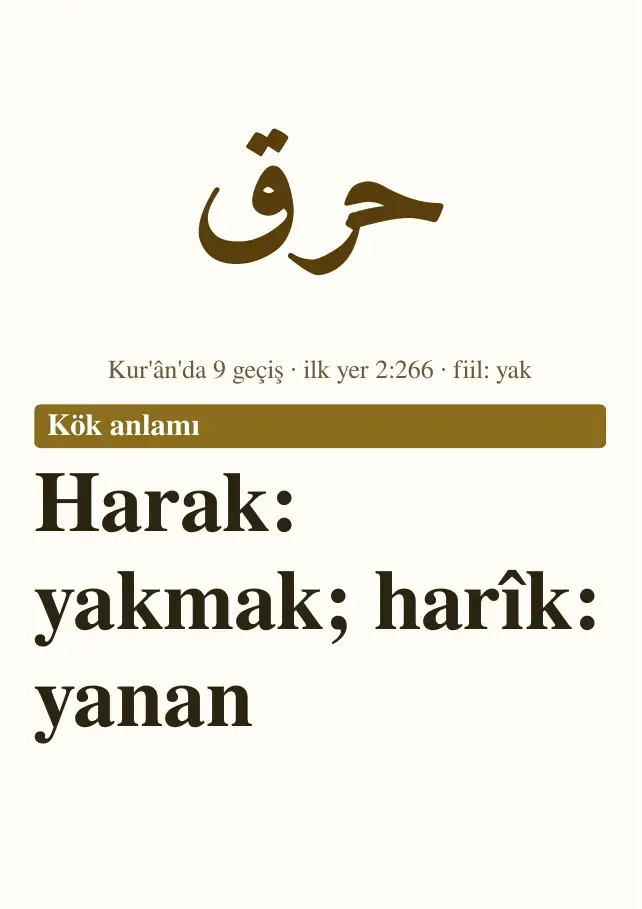 حرق
Kur'ân'da 9 geçiş · ilk yer 2:266 · fiil: yak
Kök anlamı
Harak:
yakmak; harîk:
yanan